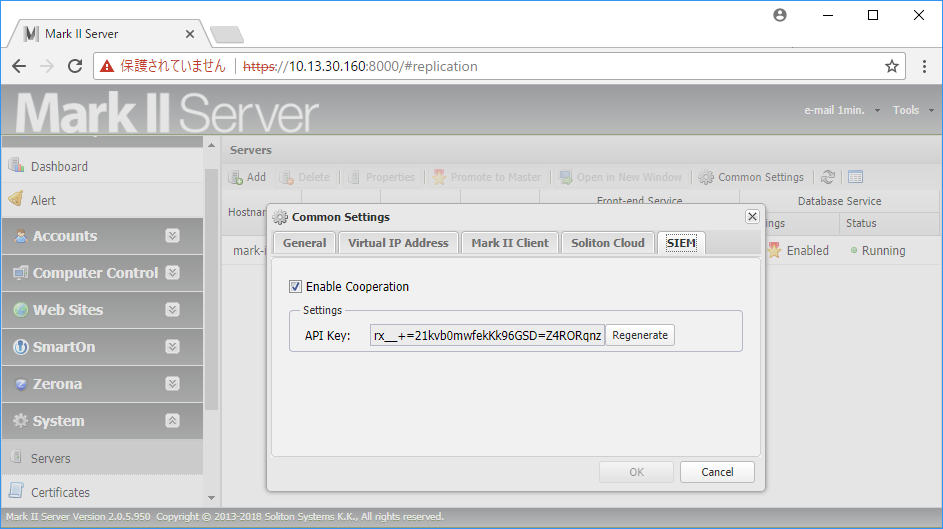 Mark II Server
保護されていません
https://10.13.30.160:8000/#replication
Mark II Server
e-mail 1min.
Tools
Dashboard
Alert
Accounts
Computer Control
Web Sites
SmartOn
Zerona
System
Servers
Certificates
Servers
Add
Delete
Properties
Promote to Master
Open in New Window
Common Settings
Front-end Service
Database Service
Hostnam
ngs
Status
mark-i
Enabled
Running
Common Settings
General
Virtual IP Address
Mark II Client
Soliton Cloud
SIEM
Enable Cooperation
Settings
API Key:
rx__+=21kvb0mwfekKk96GSD=Z4RORqnz
Regenerate
OK
Cancel
Mark II Server Version 2.0.5.950 Copyright © 2013-2018 Soliton Systems K.K., All rights reserved.